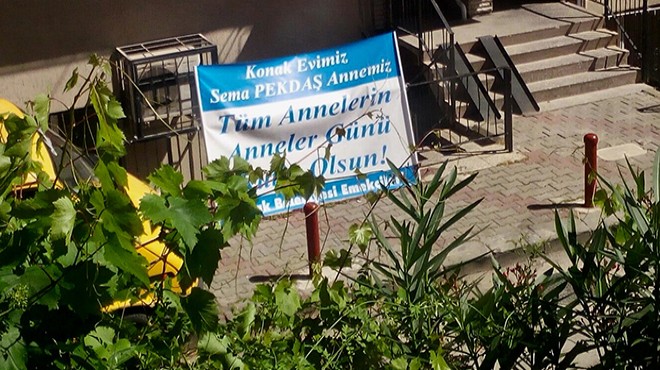 Konak Evimiz
Sema PEKDAŞ Annemiz
Tüm Annelerin
Anneler Günü
Olsun!